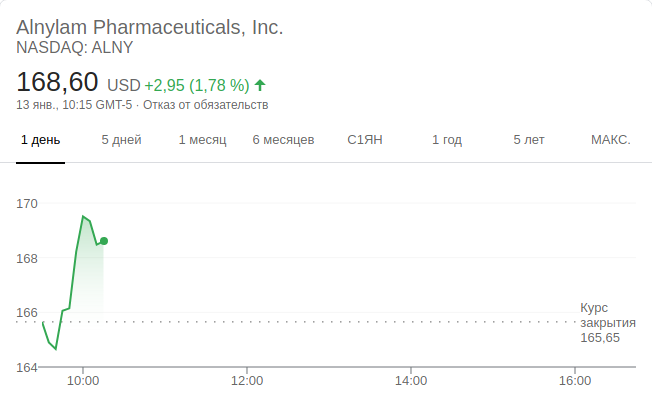 Alnylam Pharmaceuticals, Inc.
NASDAQ: ALNY
168,60 USD +2,95 (1,78 %)
13 янв., 10:15 GMT-5 · Отказ от обязательств
1 день 5 дней 1 месяц 6 месяцев С1ЯН 1 год 5 лет МАКС.
170
168
166
164
Курс
закрытия
165,65
10:00 12:00 14:00 16:00